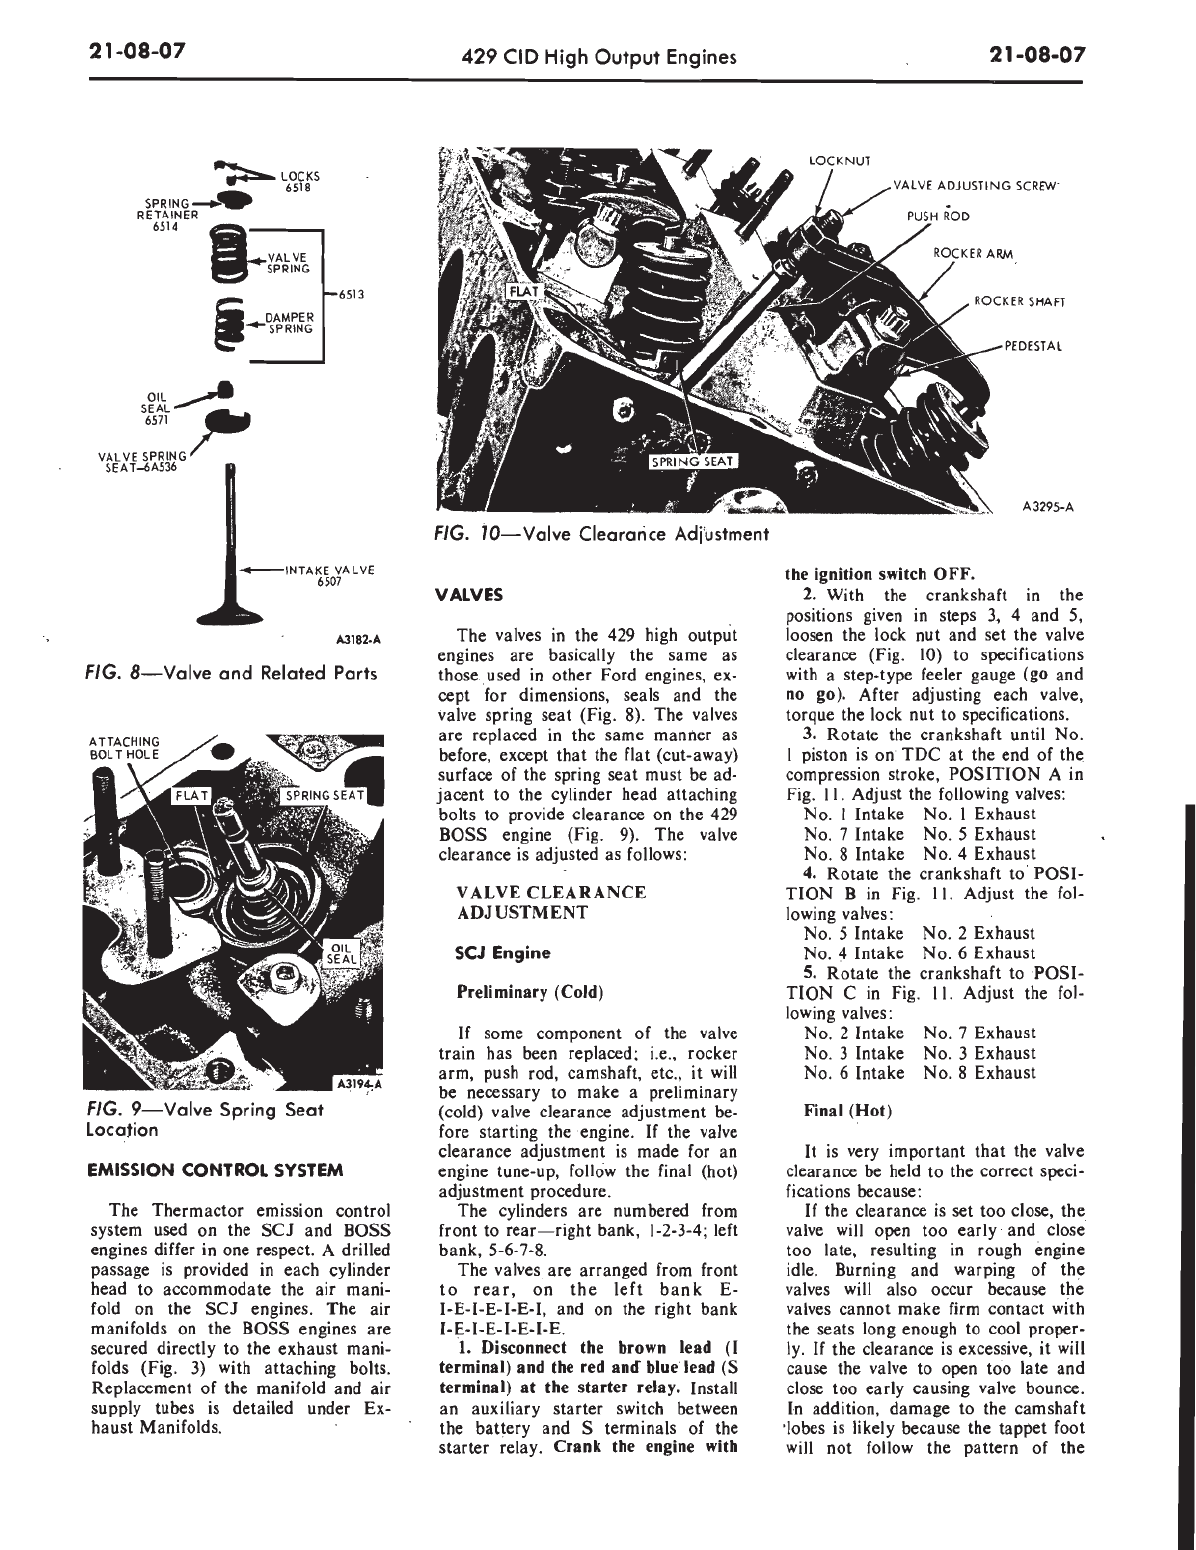 21-08-07
429 CID High Output Engines
21-08-07
LOCKS
6518
SPRING
RETAINER
6514
VALVE
SPRING
6513
DAMPER
SPRING
OIL
SEAL
6571
VALVE SPRING
SEAT-6A536
INTAKE VALVE
6507
A3182-A
FIG. 8—Valve and Related Parts
ATTACHING
BOLT HOLE
FLAT
SPRING SEAT
OIL
SEAL
A3194-A
FIG. 9—Valve Spring Seat
Location
EMISSION CONTROL SYSTEM
The Thermactor emission control
system used on the SCJ and BOSS
engines differ in one respect. A drilled
passage is provided in each cylinder
head to accommodate the air mani-
fold on the SCJ engines. The air
manifolds on the BOSS engines are
secured directly to the exhaust mani-
folds (Fig. 3) with attaching bolts.
Replacement of the manifold and air
supply tubes is detailed under Ex-
haust Manifolds.
LOCKNUT
VALVE ADJUSTING SCREW
PUSH ROD
ROCKER ARM
ROCKER SHAFT
PEDESTAL
FLAT
SPRING SEAT
A3295-A
FIG. 10—Valve Clearance Adjustment
VALVES
The valves in the 429 high output
engines are basically the same as
those used in other Ford engines, ex-
cept for dimensions, seals and the
valve spring seat (Fig. 8). The valves
are replaced in the same manner as
before, except that the flat (cut-away)
surface of the spring seat must be ad-
jacent to the cylinder head attaching
bolts to provide clearance on the 429
BOSS engine (Fig. 9). The valve
clearance is adjusted as follows:
VALVE CLEARANCE
ADJUSTMENT
SCJ Engine
Preliminary (Cold)
If some component of the valve
train has been replaced; i.e., rocker
arm, push rod, camshaft, etc., it will
be necessary to make a preliminary
(cold) valve clearance adjustment be-
fore starting the engine. If the valve
clearance adjustment is made for an
engine tune-up, follow the final (hot)
adjustment procedure.
The cylinders are numbered from
front to rear—right bank, 1-2-3-4; left
bank, 5-6-7-8.
The valves are arranged from front
to rear, on the left bank E-
I-E-I-E-I-E-I, and on the right bank
I-E-I-E-I-E-I-E.
1. Disconnect the brown lead (I
terminal) and the red and blue lead (S
terminal) at the starter relay. Install
an auxiliary starter switch between
the battery and S terminals of the
starter relay. Crank the engine with
the ignition switch OFF.
2. With the crankshaft in the
positions given in steps 3, 4 and 5,
loosen the lock nut and set the valve
clearance (Fig. 10) to specifications
with a step-type feeler gauge (go and
no go). After adjusting each valve,
torque the lock nut to specifications.
3. Rotate the crankshaft until No.
1 piston is on TDC at the end of the
compression stroke, POSITION A in
Fig. 11. Adjust the following valves:
No. 1 Intake No. 1 Exhaust
No. 7 Intake No. 5 Exhaust
No. 8 Intake No. 4 Exhaust
4. Rotate the crankshaft to POSI-
TION B in Fig. 11. Adjust the fol-
lowing valves:
No. 5 Intake No. 2 Exhaust
No. 4 Intake No. 6 Exhaust
5. Rotate the crankshaft to POSI-
TION C in Fig. 11. Adjust the fol-
lowing valves:
No. 2 Intake No. 7 Exhaust
No. 3 Intake No. 3 Exhaust
No. 6 Intake No. 8 Exhaust
Final (Hot)
It is very important that the valve
clearance be held to the correct speci-
fications because:
If the clearance is set too close, the
valve will open too early and close
too late, resulting in rough engine
idle. Burning and warping of the
valves will also occur because the
valves cannot make firm contact with
the seats long enough to cool proper-
ly. If the clearance is excessive, it will
cause the valve to open too late and
close too early causing valve bounce.
In addition, damage to the camshaft
lobes is likely because the tappet foot
will not follow the pattern of the